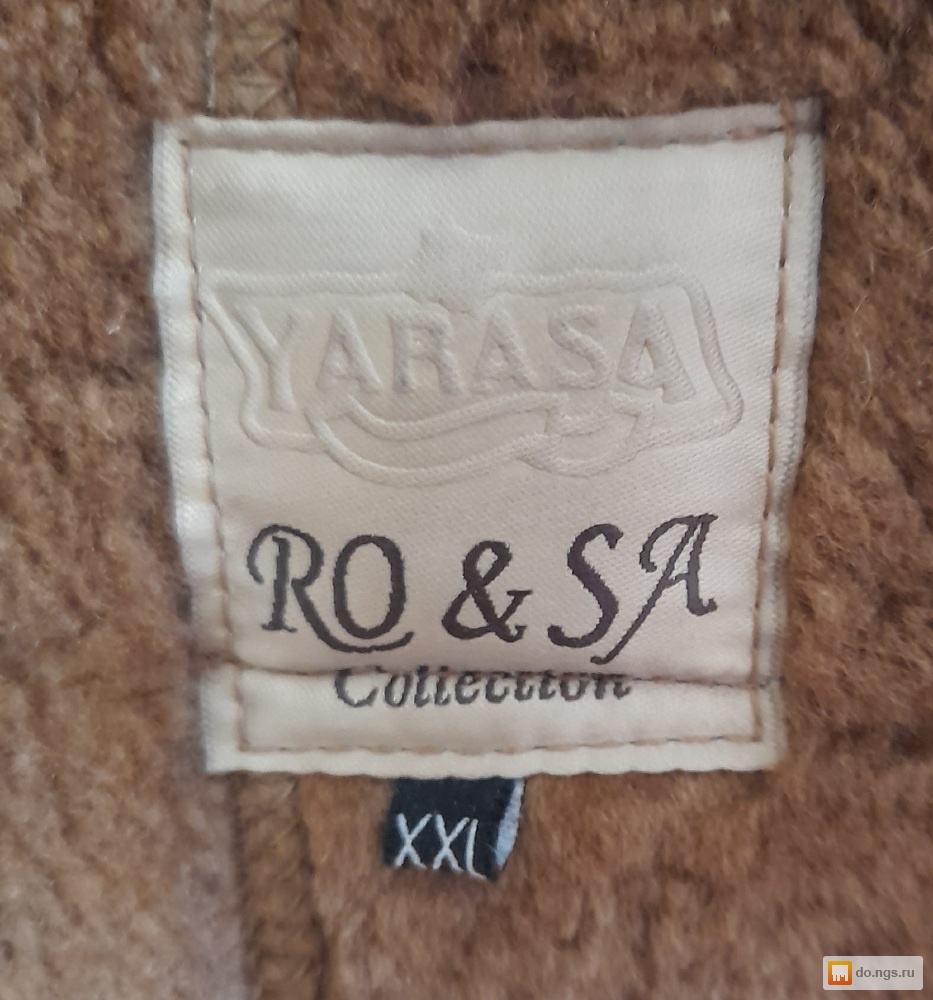 YARASA
RO & SA
Collection
XXL
do.ngs.ru